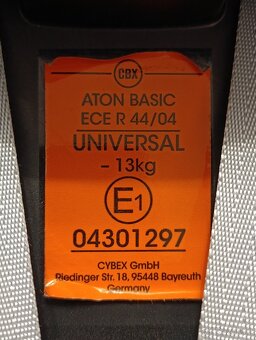 CBX
ATON BASIC
ECE R 44/04
UNIVERSAL
– 13kg
E1
04301297
CYBEX GmbH
Riedinger Str. 18, 95448 Bayreuth
Germany